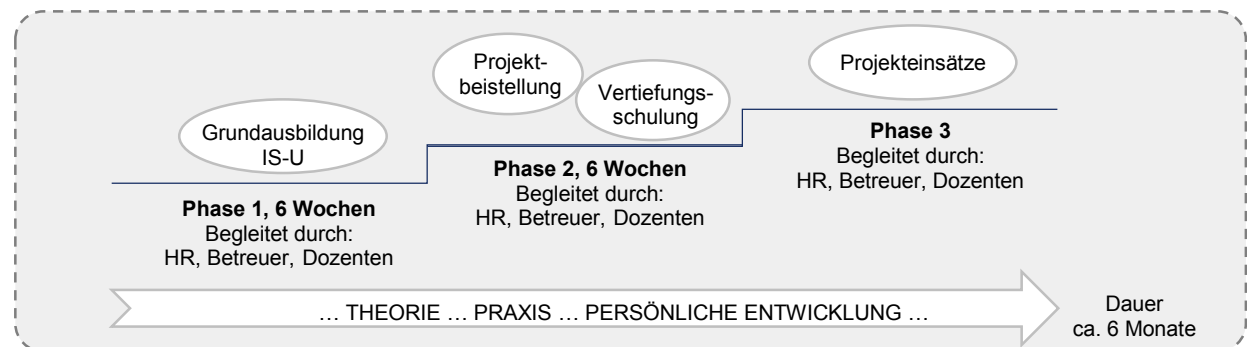 Grundausbildung
IS-U
Phase 1, 6 Wochen
Begleitet durch:
HR, Betreuer, Dozenten
Projekt-
beistellung
Vertiefungs-
schulung
Phase 2, 6 Wochen
Begleitet durch:
HR, Betreuer, Dozenten
Projekteinsätze
Phase 3
Begleitet durch:
HR, Betreuer, Dozenten
... THEORIE ... PRAXIS ... PERSÖNLICHE ENTWICKLUNG ...
Dauer
ca. 6 Monate